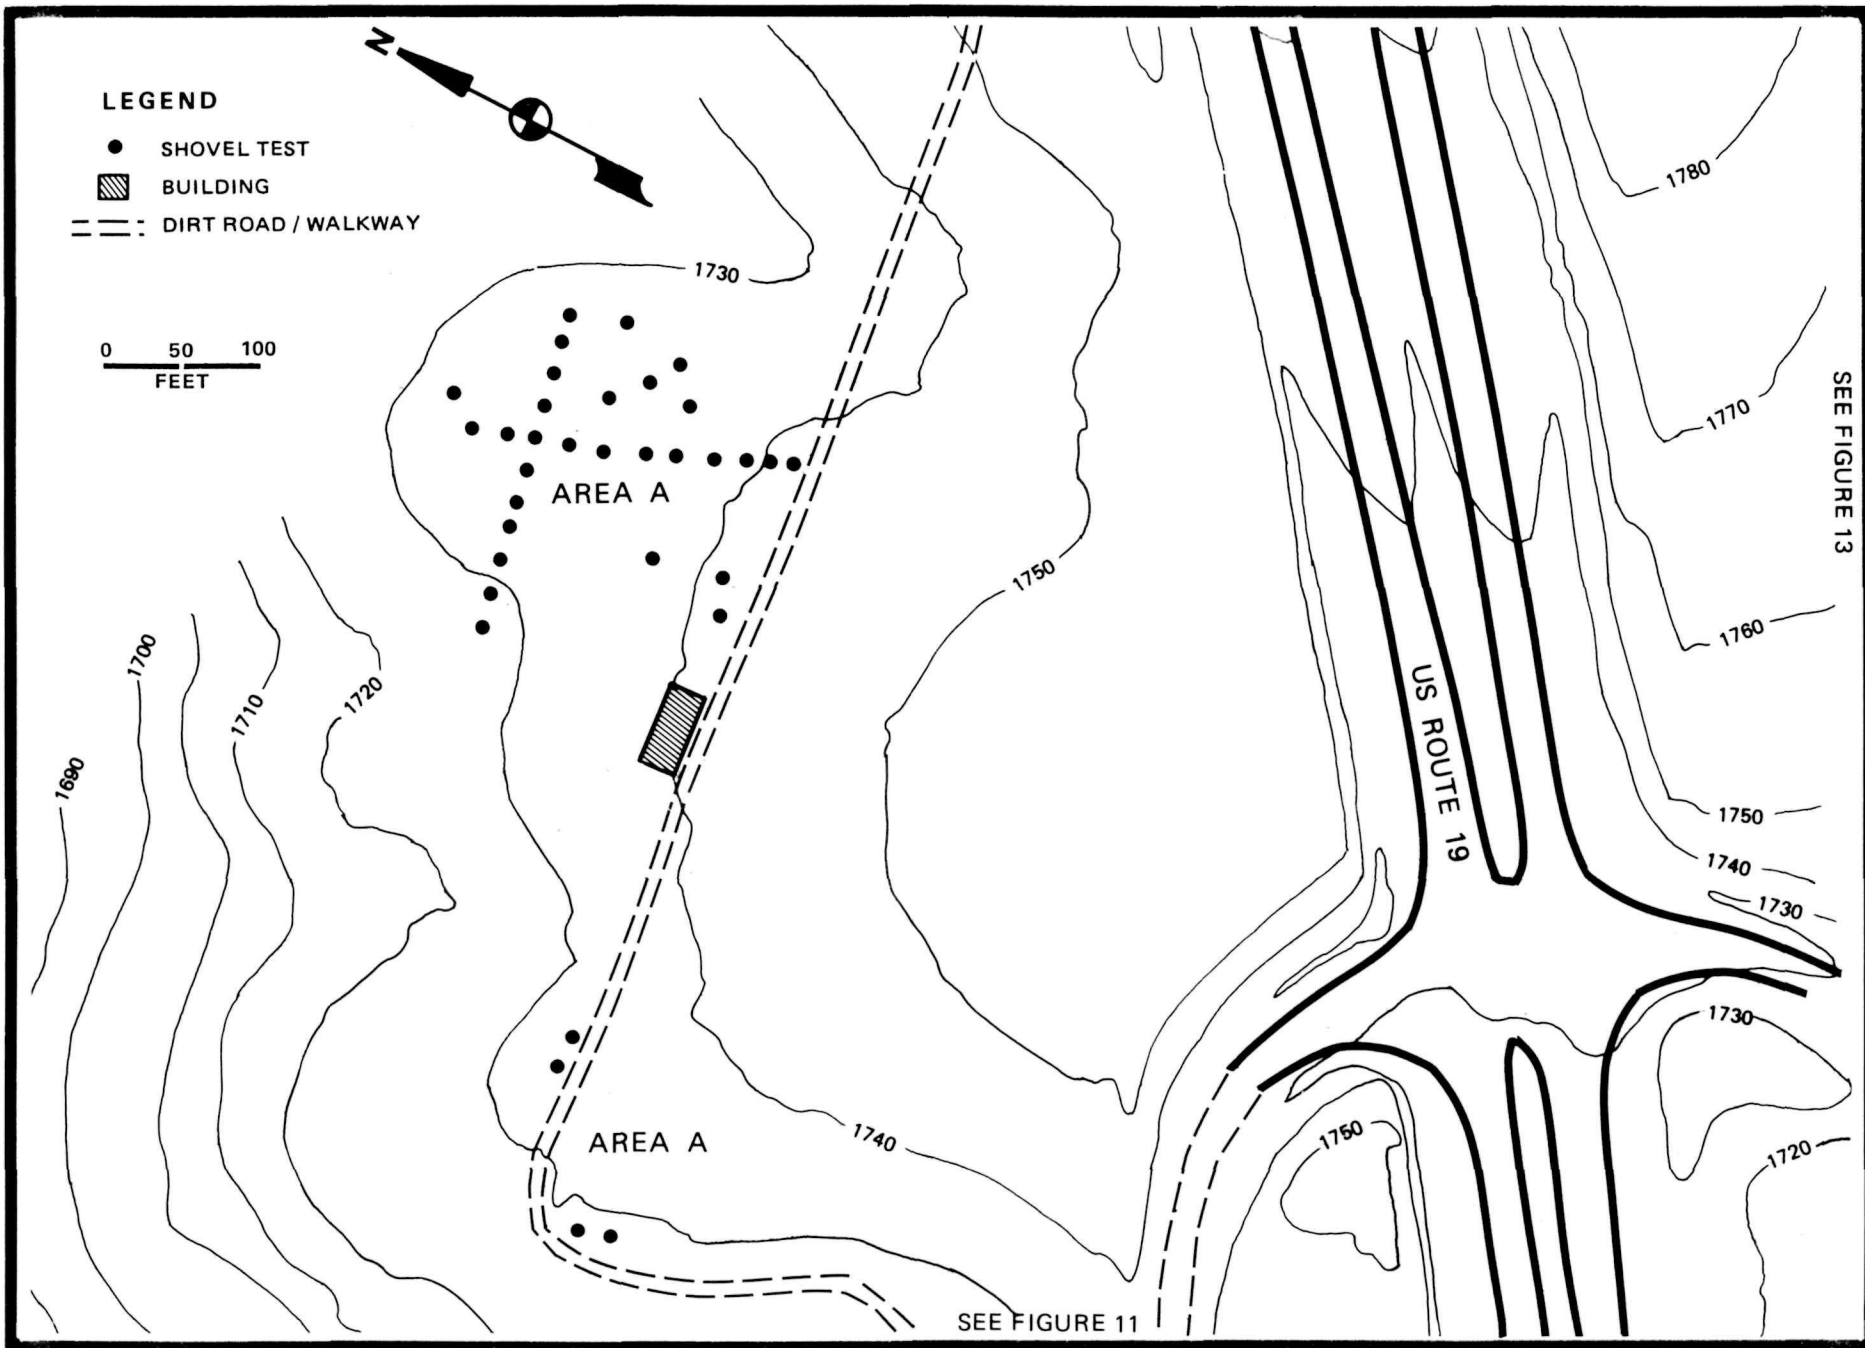 N
LEGEND
SHOVEL TEST
BUILDING
DIRT ROAD / WALKWAY
0 50 100
FEET
1730
1780
1770
SEE FIGURE 13
AREA A
1750
1760
1700
1710
1720
1690
US ROUTE 19
1750
1740
1730
1730
AREA A
1740
1750
1720
SEE FIGURE 11